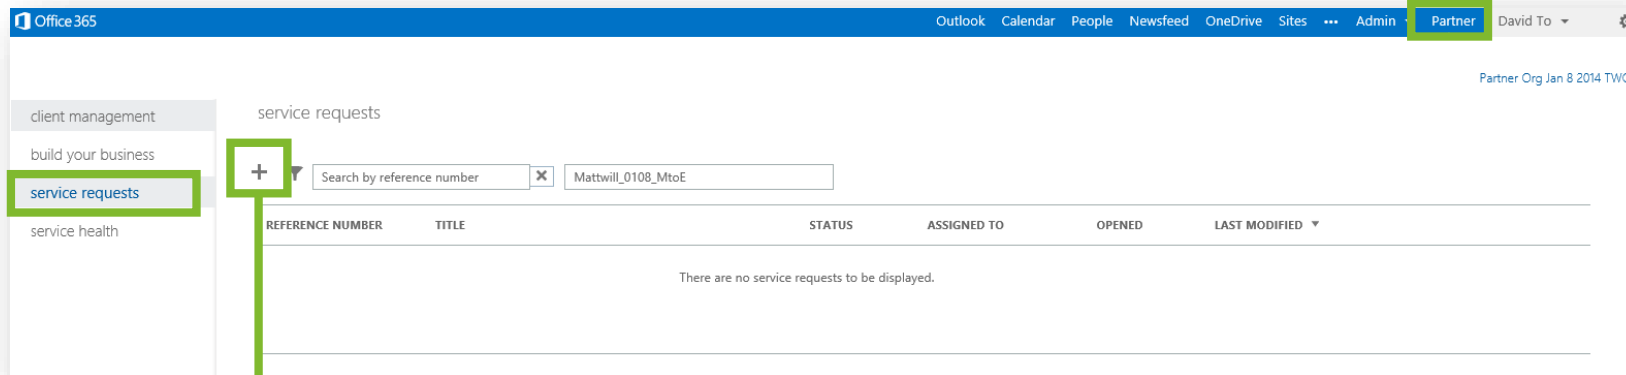 Office 365 Outlook Calendar People Newsfeed OneDrive Sites ••• Admin Partner David To
Partner Org Jan 8 2014
client management
build your business
service requests
service health
service requests
+ Search by reference number Mattwill_0108_MtoE
REFERENCE NUMBER TITLE STATUS ASSIGNED TO OPENED LAST MODIFIED
There are no service requests to be displayed.